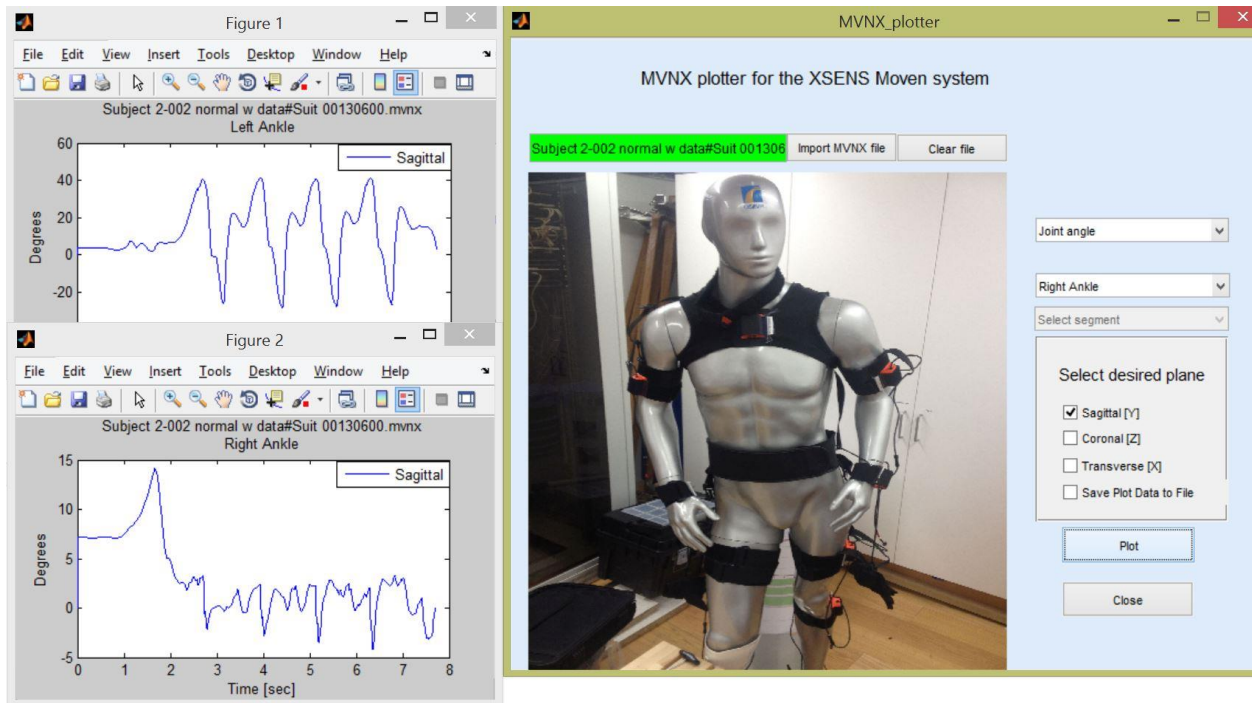 Figure 1
File Edit View Insert Tools Desktop Window Help
Subject 2-002 normal w data#Suit 00130600.mvnx
Left Ankle
Sagittal
60
40
20
0
-20
Degrees
Figure 2
File Edit View Insert Tools Desktop Window Help
Subject 2-002 normal w data#Suit 00130600.mvnx
Right Ankle
Sagittal
15
10
5
0
-5
Degrees
0 1 2 3 4 5 6 7 8
Time [sec]
MVNX_plotter
MVNX plotter for the XSENS Moven system
Subject 2-002 normal w data#Suit 001306
Import MVNX file
Clear file
Joint angle
Right Ankle
Select segment
Select desired plane
Sagittal [Y]
Coronal [Z]
Transverse [X]
Save Plot Data to File
Plot
Close